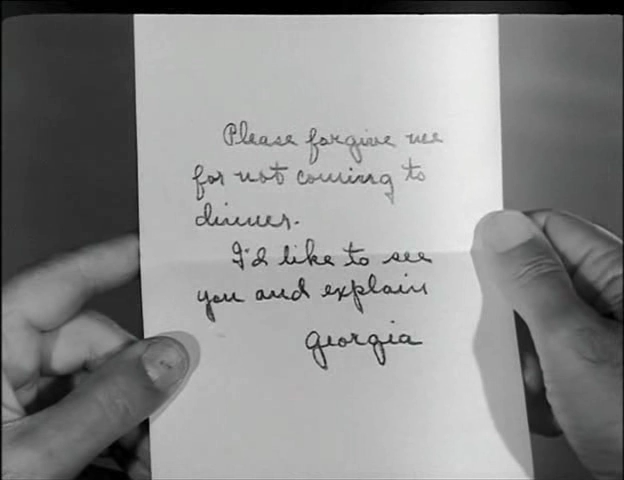 Please forgive me
for not coming to
dinner.
I'd like to see
you and explain
Georgia